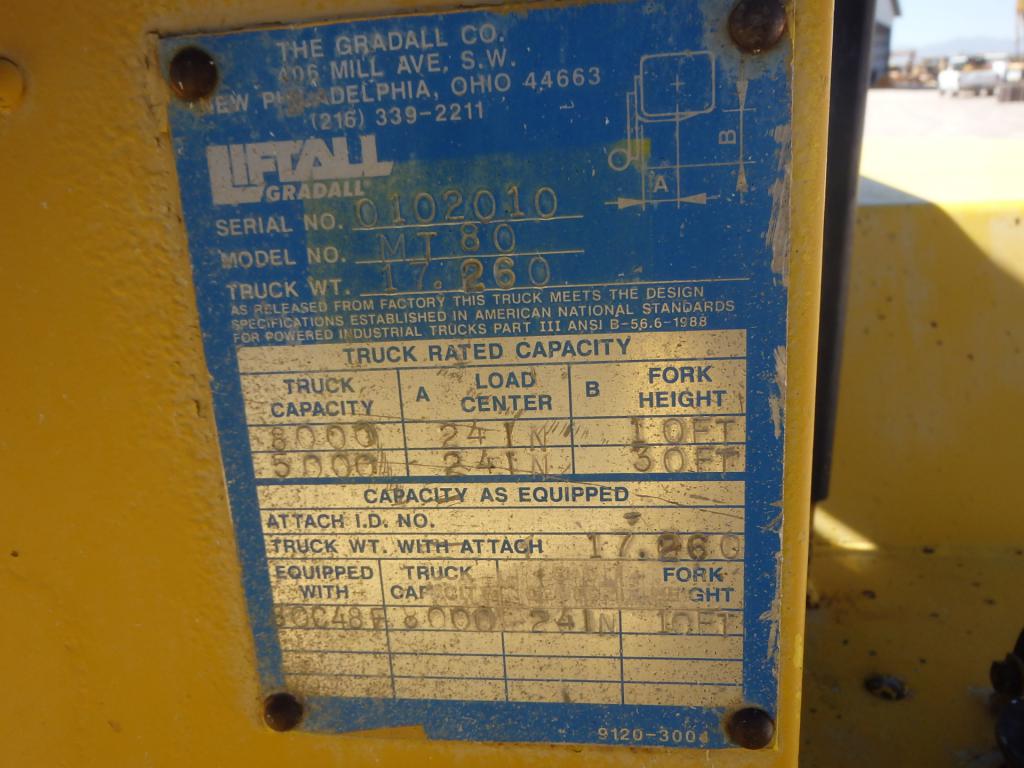 THE GRADALL CO.
406 MILL AVE, S.W.
NEW PHILADELPHIA, OHIO 44663
(216) 339-2211
LIFTALL
GRADALL
B
A
SERIAL NO. 0102010
MODEL NO. MT 80
TRUCK WT. 17.260
AS RELEASED FROM FACTORY THIS TRUCK MEETS THE DESIGN
SPECIFICATIONS ESTABLISHED IN AMERICAN NATIONAL STANDARDS
FOR POWERED INDUSTRIAL TRUCKS PART III ANSI B-56.6-1988
TRUCK RATED CAPACITY
TRUCK CAPACITY A LOAD CENTER B FORK HEIGHT
8000 24IN 10FT
5000 24IN 30FT
CAPACITY AS EQUIPPED
ATTACH I.D. NO.
TRUCK WT. WITH ATTACH 17.260
EQUIPPED WITH TRUCK CAPACITY FORK HEIGHT
8000 24IN 10FT